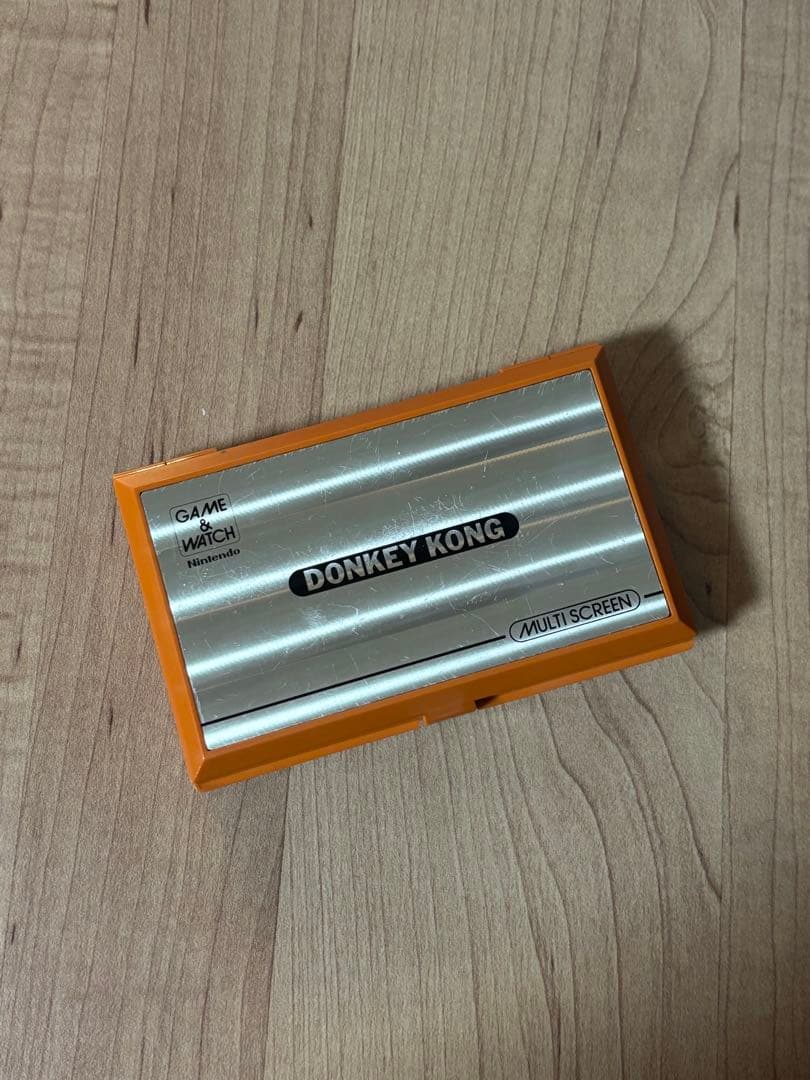 GAME
&
WATCH
Nintendo
DONKEY KONG
MULTI SCREEN